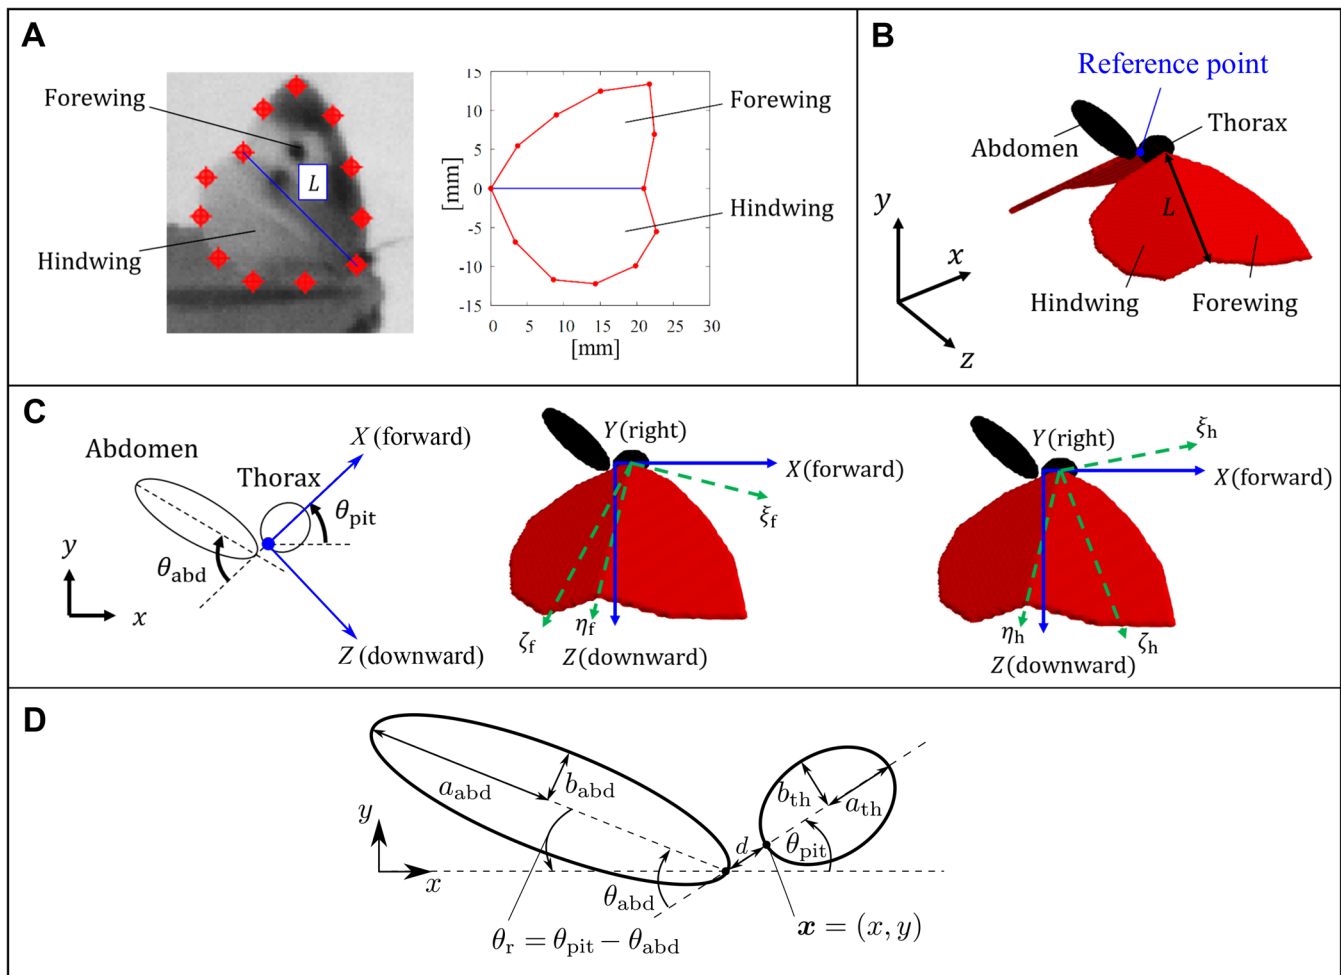 A
Forewing
L
Hindwing
15
10
5
0
-5
-10
-15
[mm]
0 5 10 15 20 25 30
[mm]
Forewing
Hindwing
B
Reference point
Abdomen
Thorax
L
y
x
z
Hindwing
Forewing
C
Abdomen
Thorax
X (forward)
θpit
θabd
y
x
Z (downward)
Y (right)
X (forward)
ξf
ζf
ηf
Z (downward)
Y (right)
ξh
X (forward)
ηh
ζh
Z (downward)
D
aabd
babd
bth
ath
y
x
d
θpit
θabd
θr = θpit − θabd
x = (x, y)